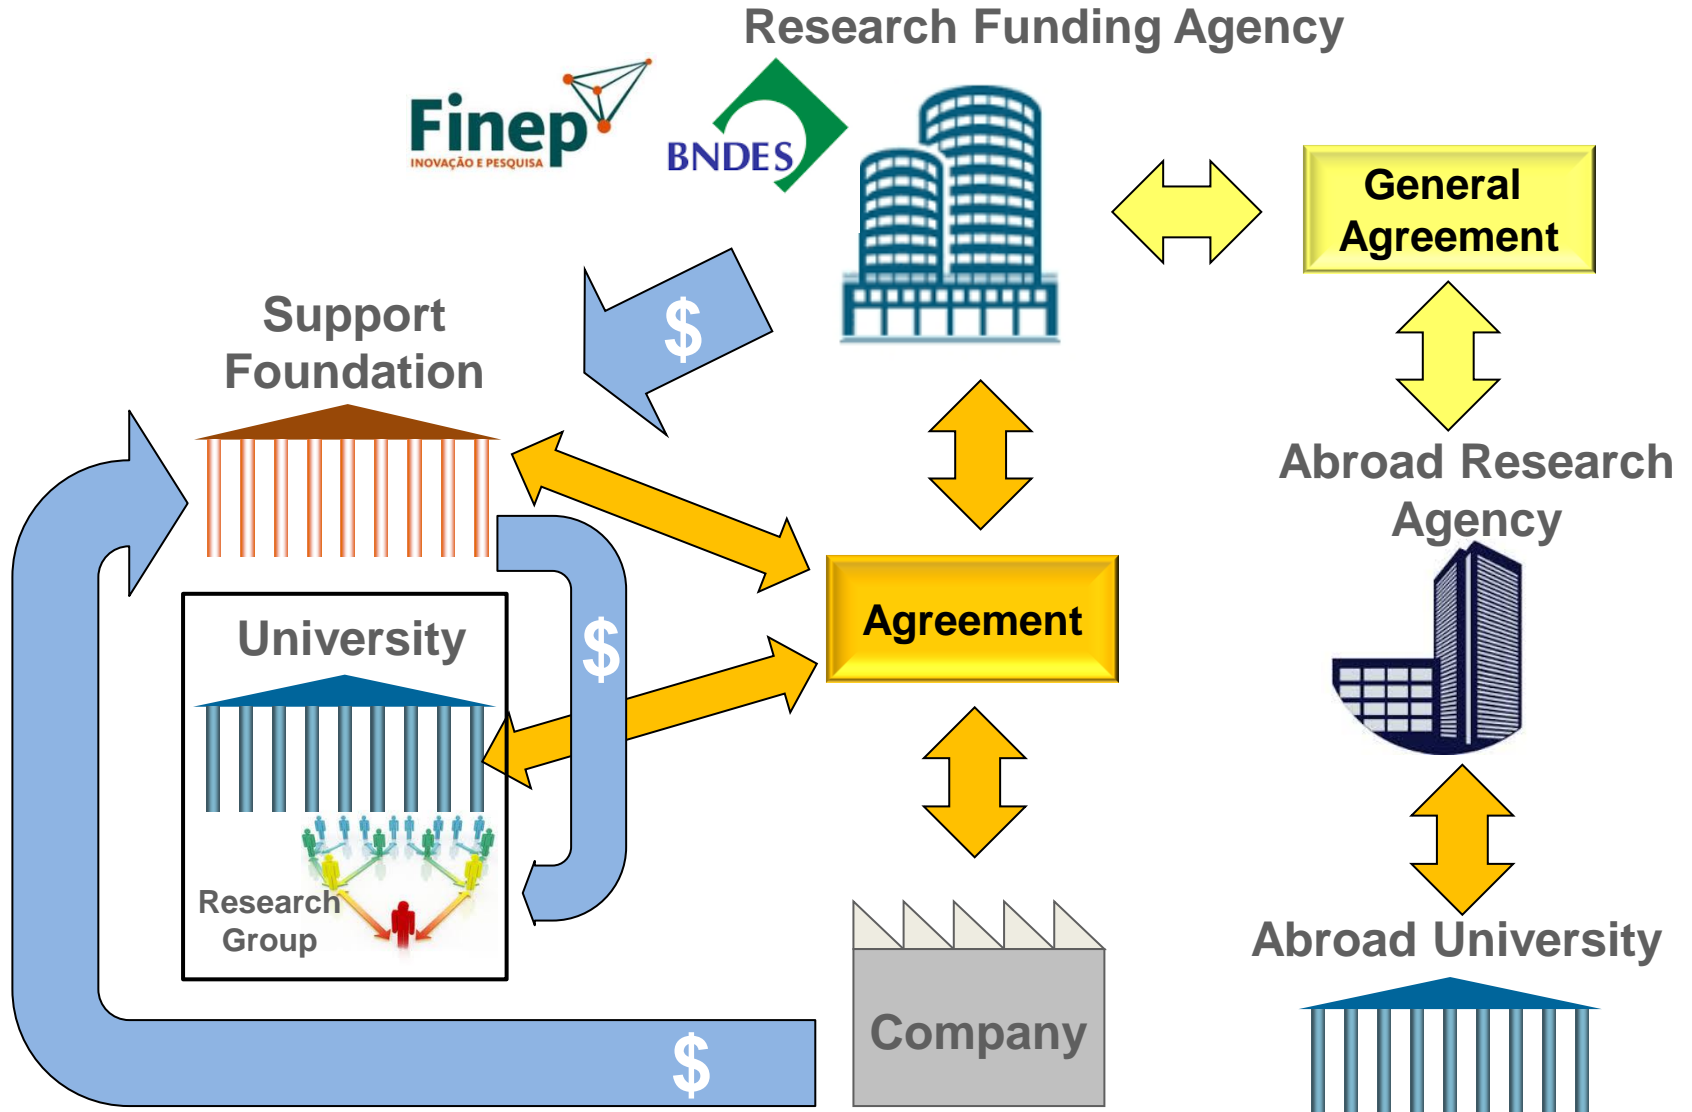 Research Funding Agency
Finep
INOVAÇÃO E PESQUISA
BNDES
General
Agreement
$
Support
Foundation
Abroad Research
Agency
Agreement
University
$
Research
Group
Abroad University
Company
$